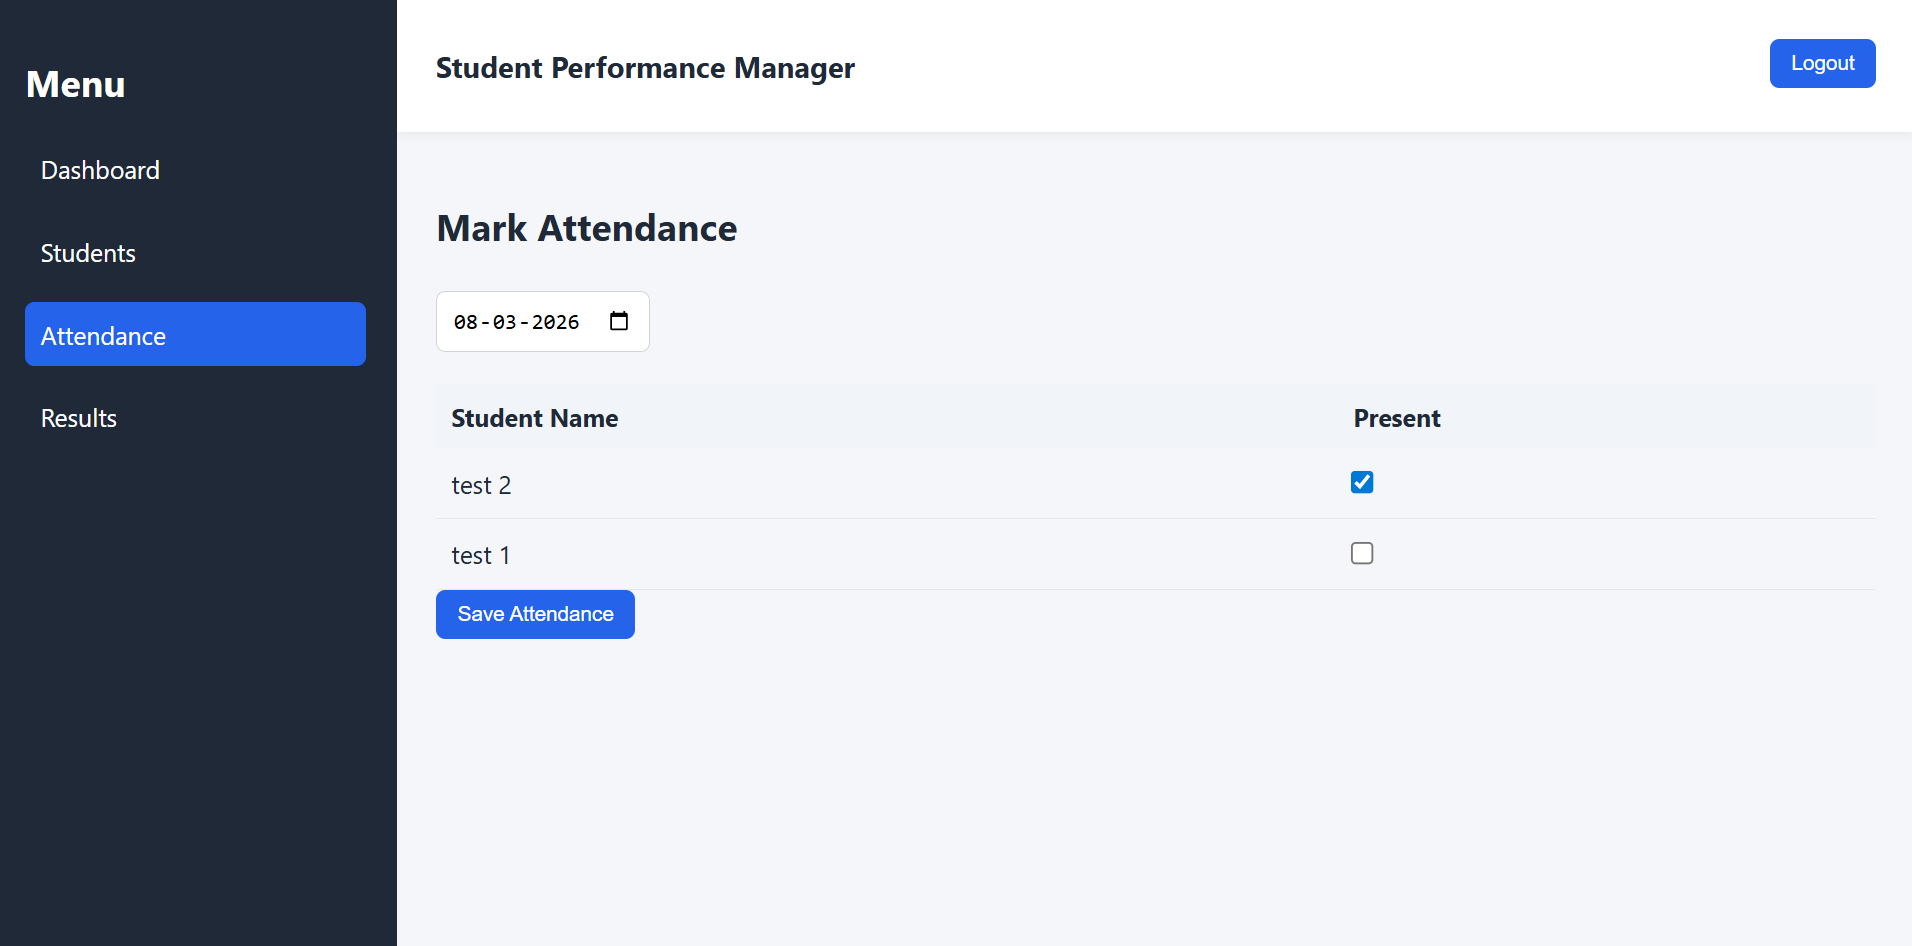 Menu
Dashboard
Students
Attendance
Results
Student Performance Manager
Logout
Mark Attendance
08-03-2026
Student Name Present
test 2
test 1
Save Attendance